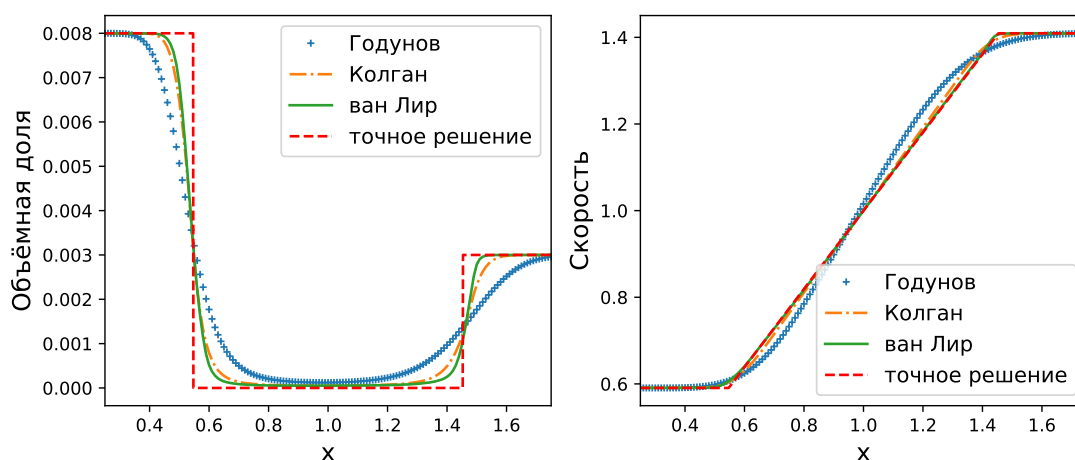 0.008
0.007
0.006
0.005
0.004
0.003
0.002
0.001
0.000
Объёмная доля
0.4 0.6 0.8 1.0 1.2 1.4 1.6
x
Годунов
Колган
ван Лир
точное решение
1.4
1.2
1.0
0.8
0.6
Скорость
0.4 0.6 0.8 1.0 1.2 1.4 1.6
x
Годунов
Колган
ван Лир
точное решение